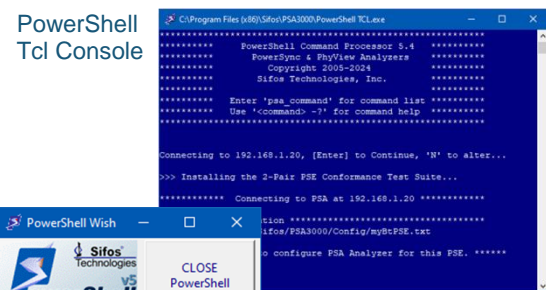 PowerShell
Tcl Console
C:\Program Files (x86)\Sifos\PSA3000\PowerShell TCL.exe
**********************************************************
********** PowerShell Command Processor 5.4 **********
********** PowerSync & PhyView Analyzers **********
********** Copyright 2005-2024 **********
********** Sifos Technologies, Inc. **********
********** **********
********** Enter 'psa_command' for command list **********
********** Use '<command> -?' for command help **********
**********************************************************
Connecting to 192.168.1.20, [Enter] to Continue, 'N' to alter...
>>> Installing the 2-Pair PSE Conformance Test Suite...
************ Connecting to PSA at 192.168.1.20 ************
tion ***********************************
Sifos/PSA3000/Config/myBtPSE.txt
o configure PSA Analyzer for this PSE. ******
PowerShell Wish
Sifos
Technologies
v5
CLOSE
PowerShell